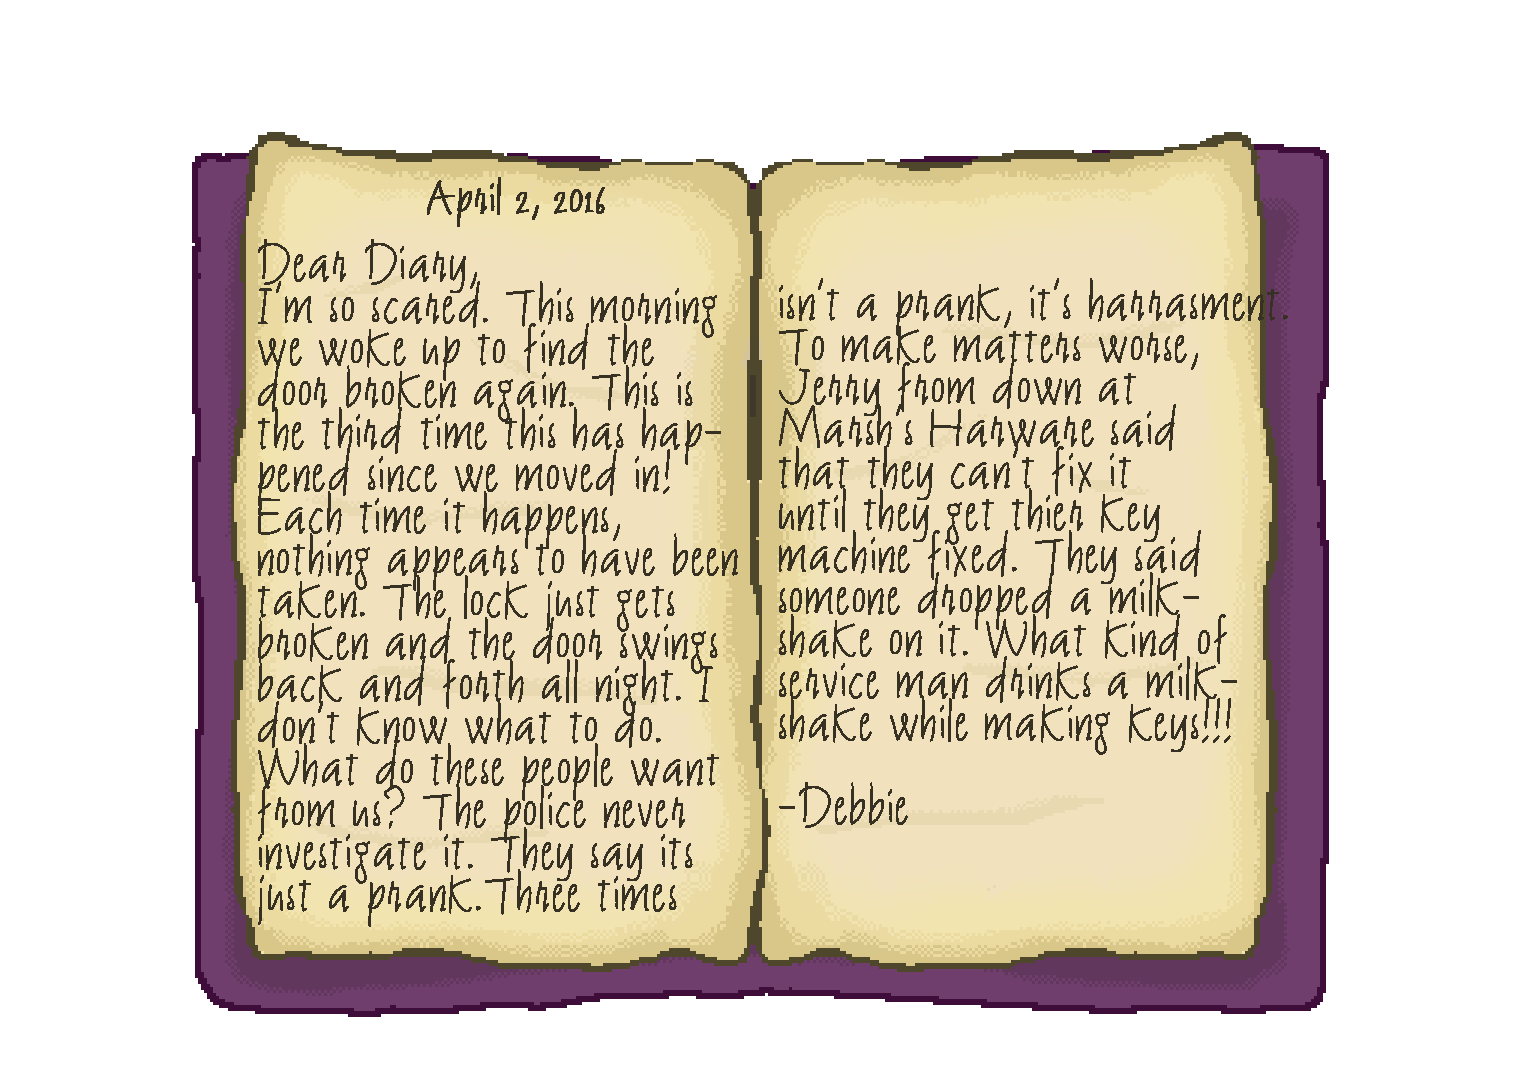 April 2, 2016
Dear Diary,
I'm so scared. This morning
we woke up to find the
door broken again. This is
the third time this has hap-
pened since we moved in!
Each time it happens,
nothing appears to have been
taken. The lock just gets
broken and the door swings
back and forth all night. I
don't know what to do.
What do these people want
from us? The police never
investigate it. They say its
just a prank. Three times
isn't a prank, it's harrasment.
To make matters worse,
Jerry from down at
Marsh's Harware said
that they can't fix it
until they get thier key
machine fixed. They said
someone dropped a milk-
shake on it. What kind of
service man drinks a milk-
shake while making keys!!!
-Debbie